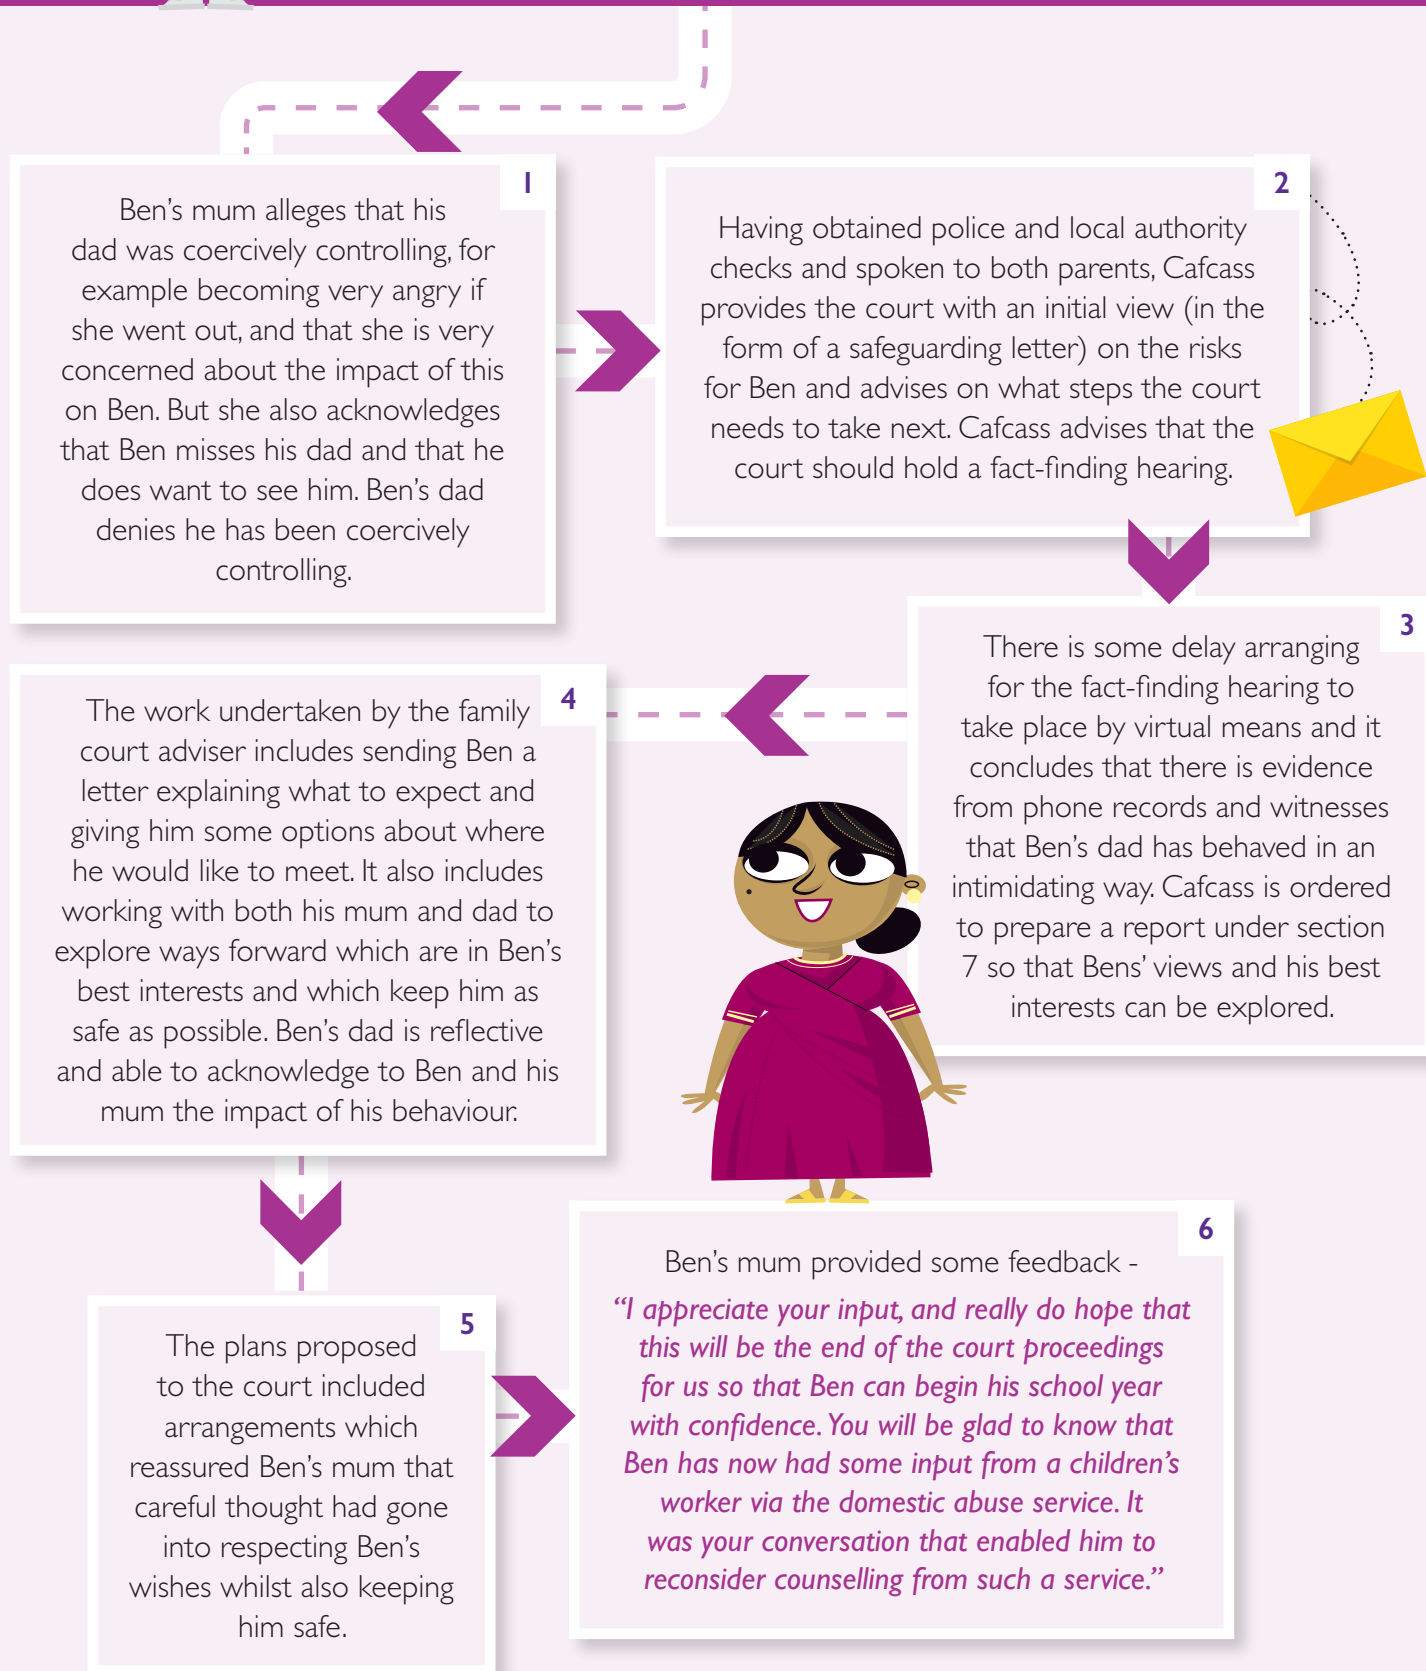 1
Ben’s mum alleges that his
dad was coercively controlling, for
example becoming very angry if
she went out, and that she is very
concerned about the impact of this
on Ben. But she also acknowledges
that Ben misses his dad and that he
does want to see him. Ben’s dad
denies he has been coercively
controlling.
2
Having obtained police and local authority
checks and spoken to both parents, Cafcass
provides the court with an initial view (in the
form of a safeguarding letter) on the risks
for Ben and advises on what steps the court
needs to take next. Cafcass advises that the
court should hold a fact-finding hearing.
3
There is some delay arranging
for the fact-finding hearing to
take place by virtual means and it
concludes that there is evidence
from phone records and witnesses
that Ben’s dad has behaved in an
intimidating way. Cafcass is ordered
to prepare a report under section
7 so that Bens’ views and his best
interests can be explored.
4
The work undertaken by the family
court adviser includes sending Ben a
letter explaining what to expect and
giving him some options about where
he would like to meet. It also includes
working with both his mum and dad to
explore ways forward which are in Ben’s
best interests and which keep him as
safe as possible. Ben’s dad is reflective
and able to acknowledge to Ben and his
mum the impact of his behaviour.
5
The plans proposed
to the court included
arrangements which
reassured Ben’s mum that
careful thought had gone
into respecting Ben’s
wishes whilst also keeping
him safe.
6
Ben’s mum provided some feedback -
“I appreciate your input, and really do hope that
this will be the end of the court proceedings
for us so that Ben can begin his school year
with confidence. You will be glad to know that
Ben has now had some input from a children’s
worker via the domestic abuse service. It
was your conversation that enabled him to
reconsider counselling from such a service.”